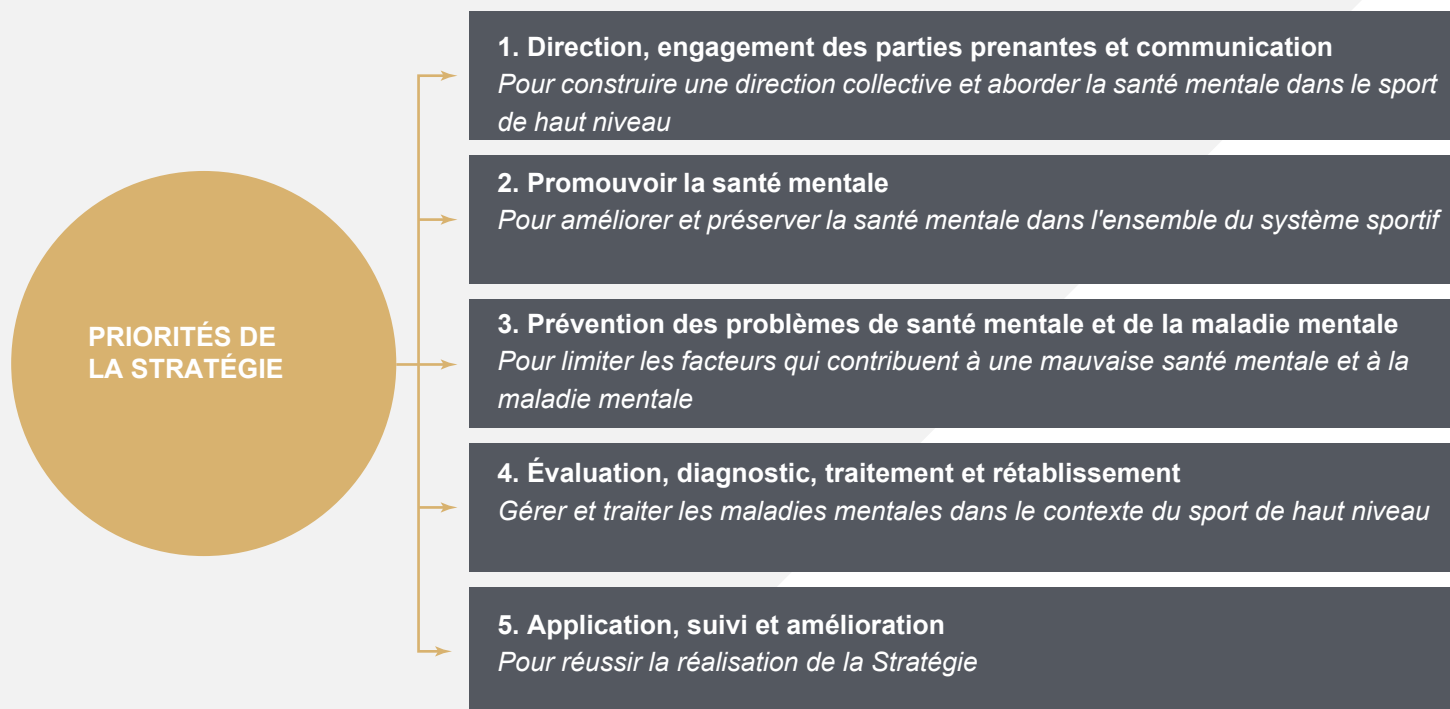 PRIORITÉS DE
LA STRATÉGIE
1. Direction, engagement des parties prenantes et communication
Pour construire une direction collective et aborder la santé mentale dans le sport
de haut niveau
2. Promouvoir la santé mentale
Pour améliorer et préserver la santé mentale dans l'ensemble du système sportif
3. Prévention des problèmes de santé mentale et de la maladie mentale
Pour limiter les facteurs qui contribuent à une mauvaise santé mentale et à la
maladie mentale
4. Évaluation, diagnostic, traitement et rétablissement
Gérer et traiter les maladies mentales dans le contexte du sport de haut niveau
5. Application, suivi et amélioration
Pour réussir la réalisation de la Stratégie